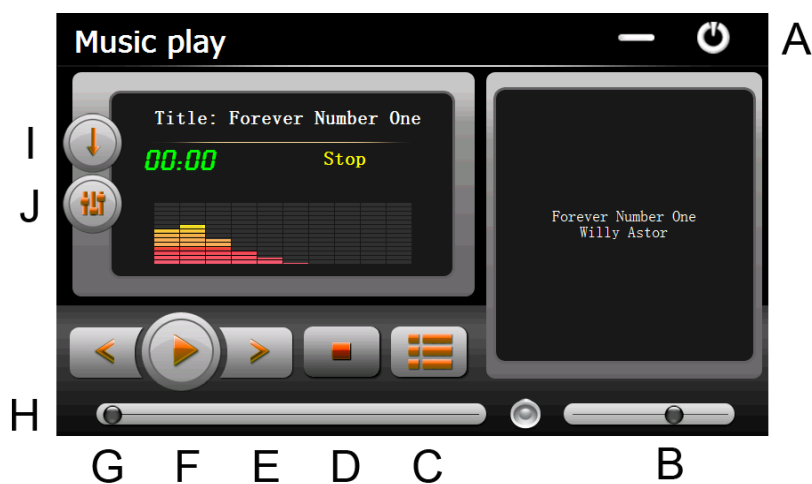 Music play
A
Title: Forever Number One
00:00 Stop
I
J
Forever Number One
Willy Astor
H
G F E D C B